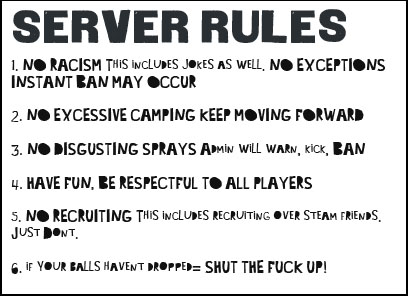 SERVER RULES
1. NO RACISM THIS INCLUDES JOKES AS WELL. NO EXCEPTIONS
INSTANT BAN MAY OCCUR
2. NO EXCESSIVE CAMPING KEEP MOVING FORWARD
3. NO DISGUSTING SPRAYS ADMIN WILL WARN, KICK, BAN
4. HAVE FUN, BE RESPECTFUL TO ALL PLAYERS
5. NO RECRUITING THIS INCLUDES RECRUITING OVER STEAM FRIENDS.
JUST DONT.
6. IF YOUR BALLS HAVENT DROPPED= SHUT THE FUCK UP!